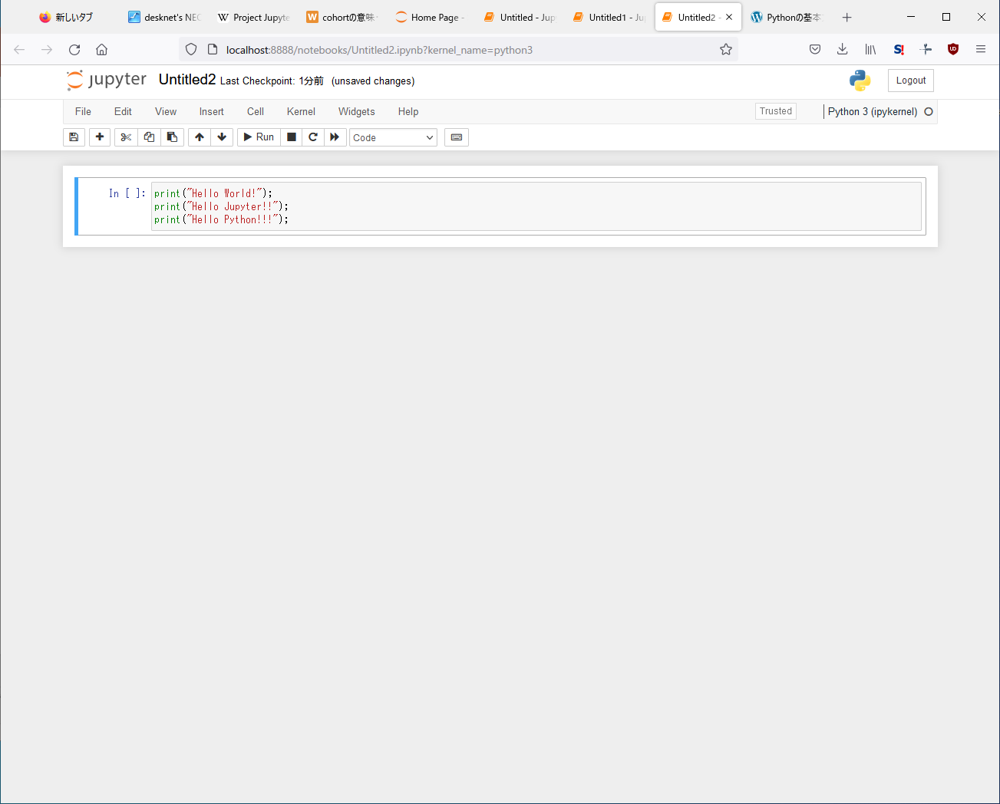 新しいタブ
desknet's NEO
Project Jupyte
cohortの意味
Home Page -
Untitled - Jup
Untitled1 - Ju
Untitled2 -
Pythonの基本
localhost:8888/notebooks/Untitled2.ipynb?kernel_name=python3
jupyter Untitled2 Last Checkpoint: 1分前 (unsaved changes)
Logout
File Edit View Insert Cell Kernel Widgets Help
Trusted
Python 3 (ipykernel)
Run
Code
In [ ]: print("Hello World!");
print("Hello Jupyter!!");
print("Hello Python!!!");